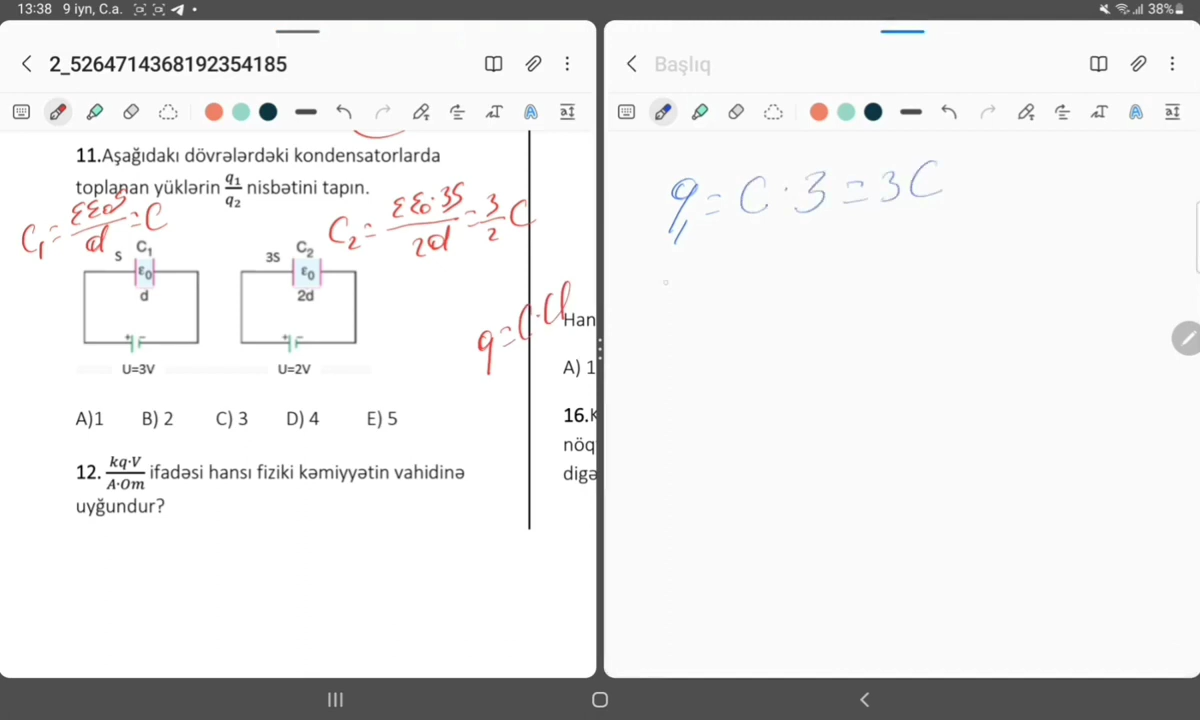 13:38 9 iyn, C.a. 38%
2_5264714368192354185
Başlıq
11.Aşağıdakı dövrələrdəki kondensatorlarda
toplanan yüklərin q₁/q₂ nisbətini tapın.
C₁=εε₀S/d=C
C₂=εε₀·3S/2d=3/2C
S C₁
ε₀
d
U=3V
3S C₂
ε₀
2d
U=2V
q=C·U
A)1 B) 2 C) 3 D) 4 E) 5
12. kq·V/A·Om ifadəsi hansı fiziki kəmiyyətin vahidinə
uyğundur?
Han
A) 1
16.K
nöq
digə
q₁=C·3=3C